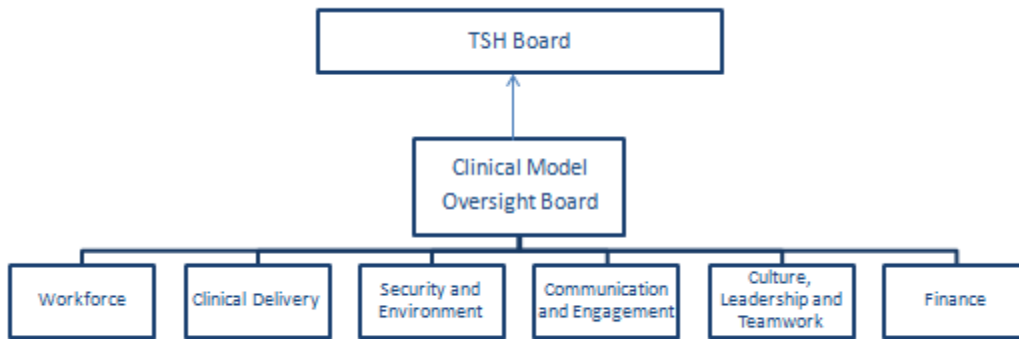 TSH Board
Clinical Model
Oversight Board
Workforce
Clinical Delivery
Security and
Environment
Communication
and Engagement
Culture,
Leadership and
Teamwork
Finance